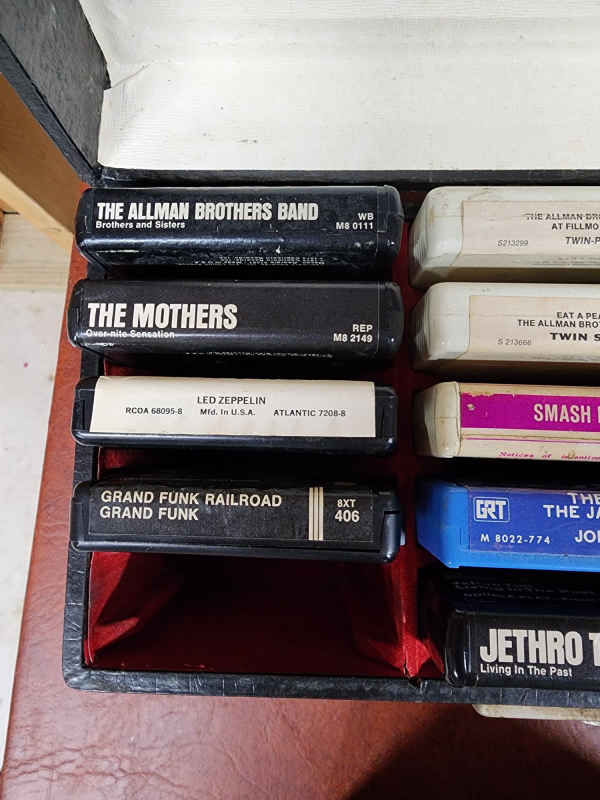 THE ALLMAN BROTHERS BAND
Brothers and Sisters
WB
M8 0111
THE MOTHERS
Over-nite Sensation
REP
M8 2149
LED ZEPPELIN
RCOA 68095-8 Mfd. In U.S.A. ATLANTIC 7208-8
GRAND FUNK RAILROAD
GRAND FUNK
8XT
406
THE ALLMAN BRO
AT FILLMO
S213299 TWIN-P
EAT A PEA
THE ALLMAN BROT
S 213666 TWIN S
SMASH
GRT
THE
THE JA
M 8022-774 JO
JETHRO T
Living In The Past